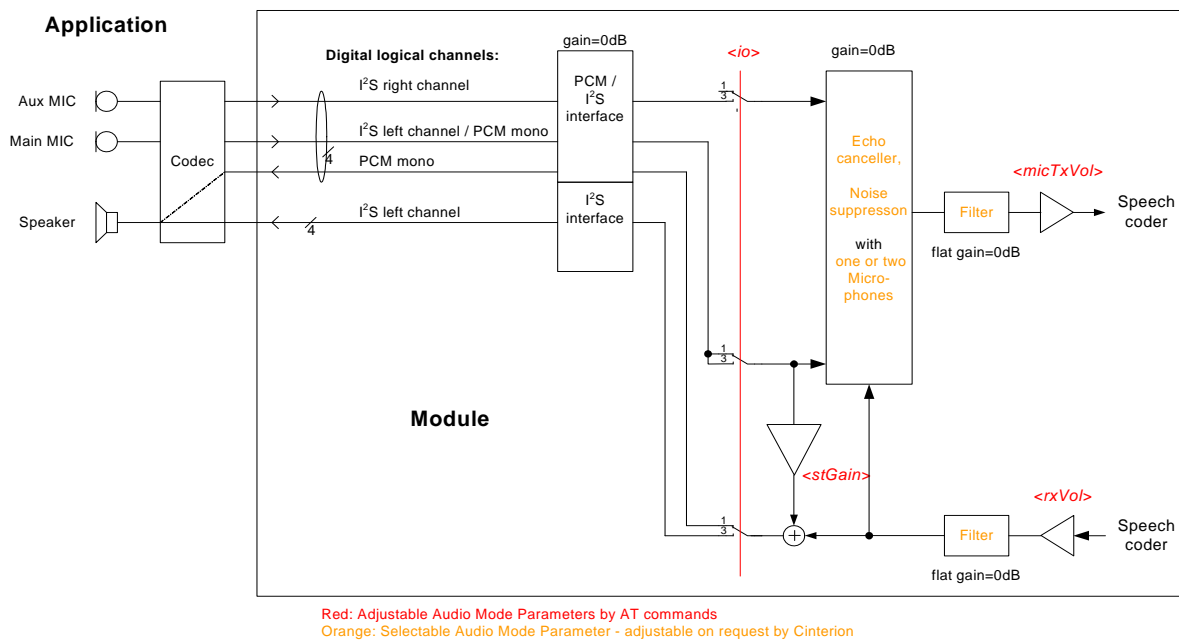 Application
Digital logical channels:
gain=0dB
<io>
gain=0dB
Aux MIC
Main MIC
Speaker
Codec
I²S right channel
I²S left channel / PCM mono
4
PCM mono
I²S left channel
4
PCM /
I²S
interface
I²S
interface
1
3
1
3
1
3
Echo
canceller,
Noise
suppresson
with
one or two
Micro-
phones
<micTxVol>
Filter
Speech
coder
flat gain=0dB
Module
<stGain>
<rxVol>
Filter
Speech
coder
flat gain=0dB
Red: Adjustable Audio Mode Parameters by AT commands
Orange: Selectable Audio Mode Parameter - adjustable on request by Cinterion